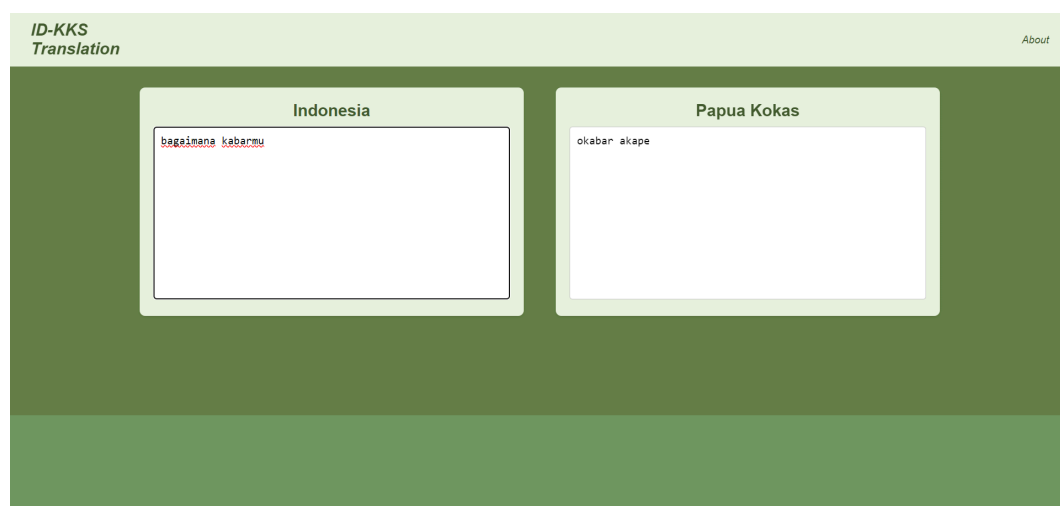 ID-KKS
Translation
About
Indonesia
bagaimana kabarmu
Papua Kokas
okabar akape